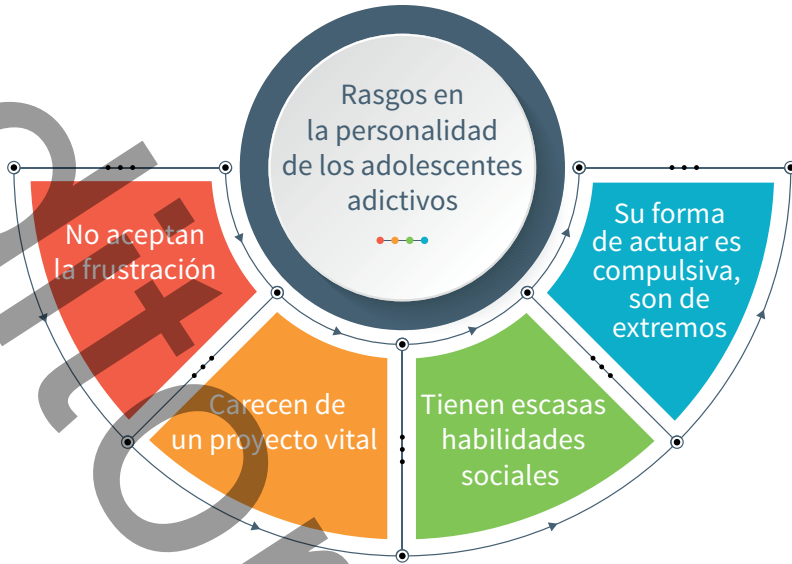 Rasgos en
la personalidad
de los adolescentes
adictivos
No aceptan
la frustración
Carecen de
un proyecto vital
Tienen escasas
habilidades
sociales
Su forma
de actuar es
compulsiva,
son de
extremos